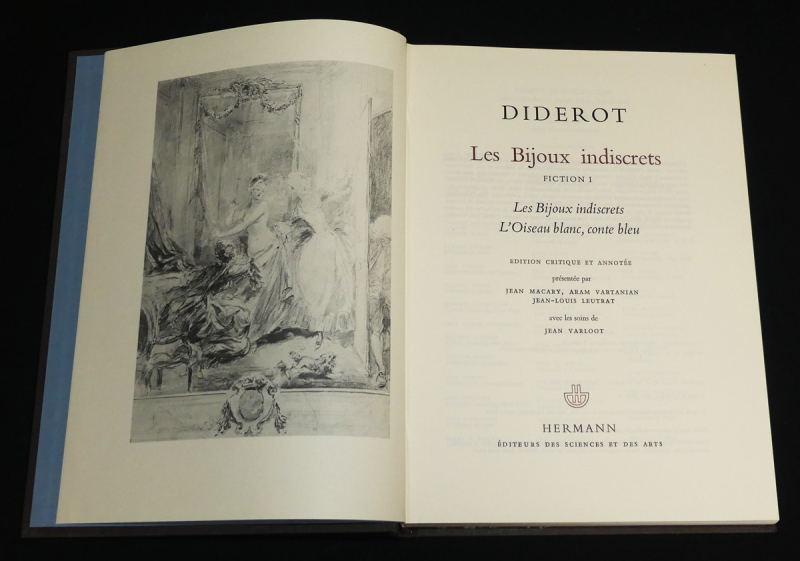 DIDEROT
Les Bijoux indiscrets
FICTION 1
Les Bijoux indiscrets
L'Oiseau blanc, conte bleu
EDITION CRITIQUE ET ANNOTÉE
présentée par
JEAN MACARY, ARAM VARTANIAN
JEAN-LOUIS LEUTRAT
avec les soins de
JEAN VARLOOT
HERMANN
ÉDITEURS DES SCIENCES ET DES ARTS